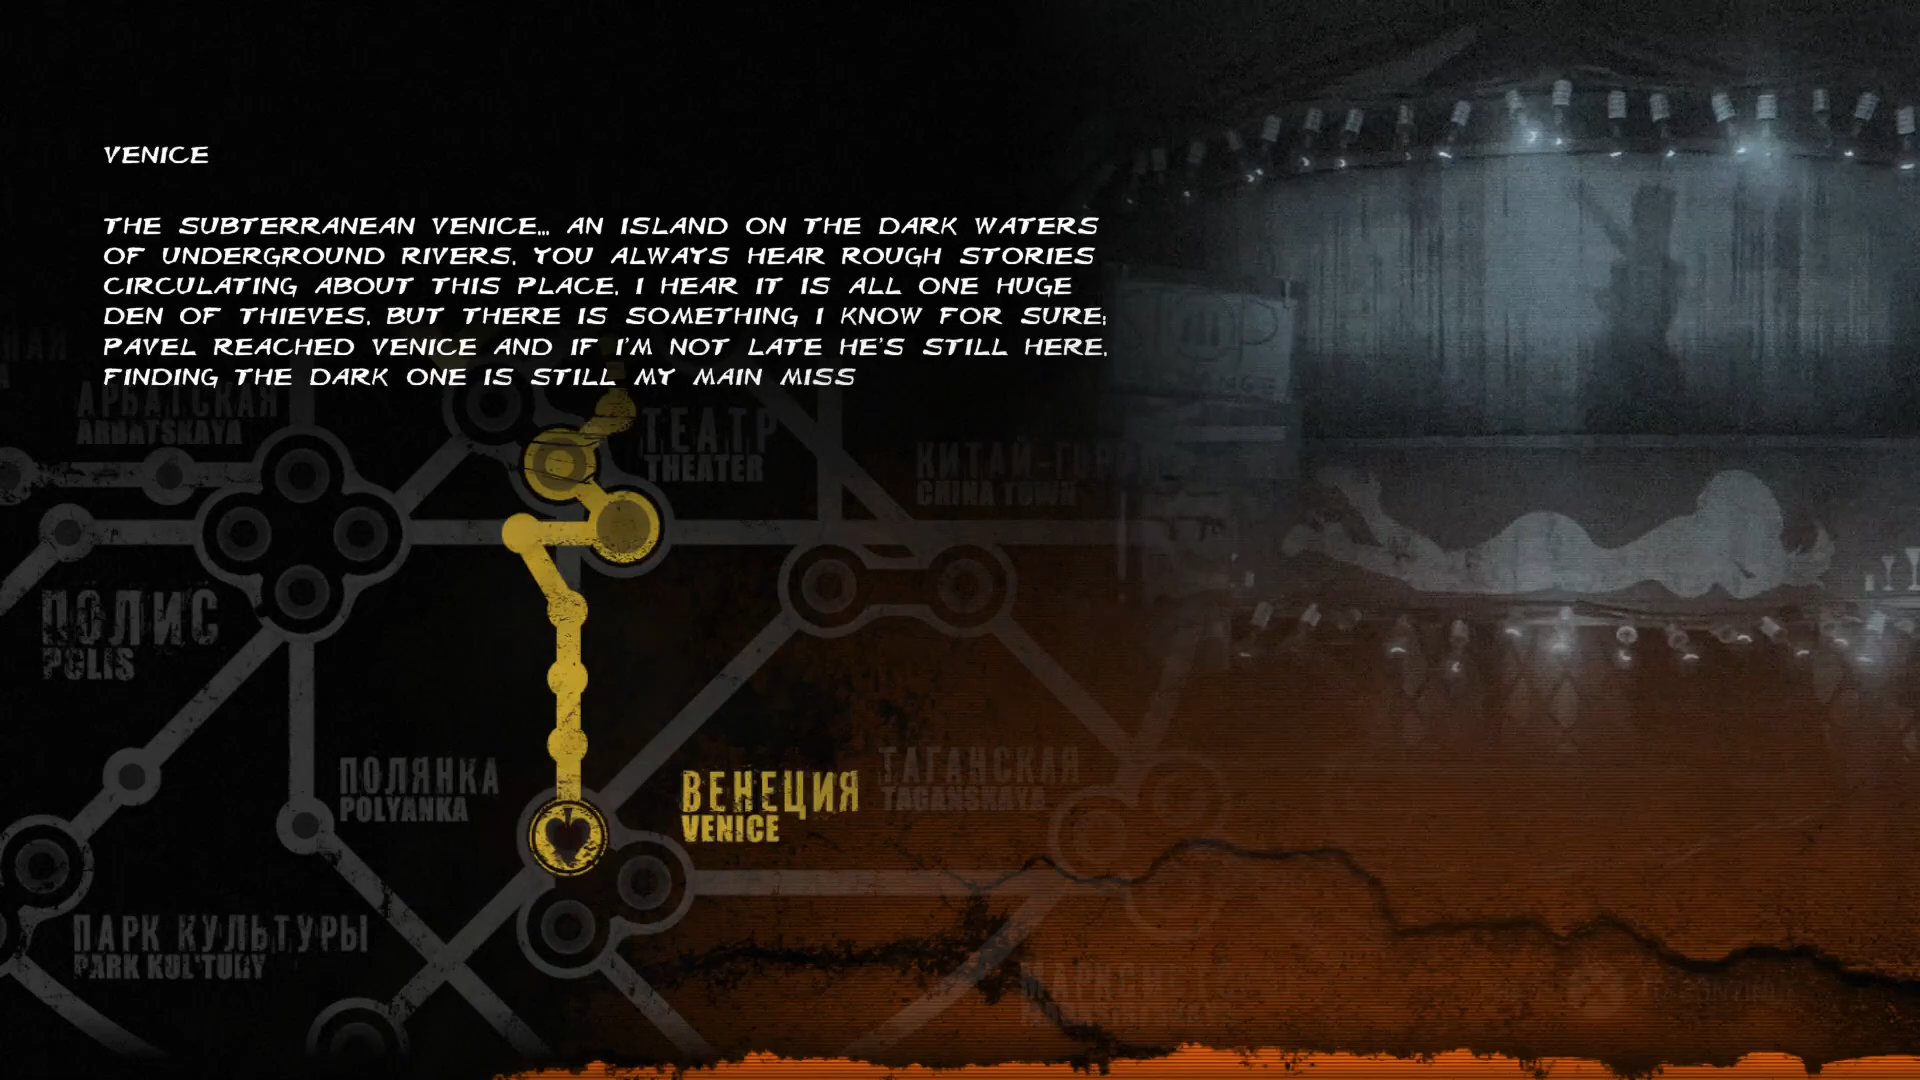 VENICE
THE SUBTERRANEAN VENICE... AN ISLAND ON THE DARK WATERS
OF UNDERGROUND RIVERS. YOU ALWAYS HEAR ROUGH STORIES
CIRCULATING ABOUT THIS PLACE. I HEAR IT IS ALL ONE HUGE
DEN OF THIEVES. BUT THERE IS SOMETHING I KNOW FOR SURE:
PAVEL REACHED VENICE AND IF I'M NOT LATE HE'S STILL HERE.
FINDING THE DARK ONE IS STILL MY MAIN MISS
АРБАТСКАЯ
ARBATSKAYA
ТЕАТР
THEATER
КИТАЙ-ГОРОД
CHINA TOWN
ПОЛИС
POLIS
ПОЛЯНКА
POLYANKA
ВЕНЕЦИЯ
VENICE
ТАГАНСКАЯ
TAGANSKAYA
ПАРК КУЛЬТУРЫ
PARK KUL'TURY